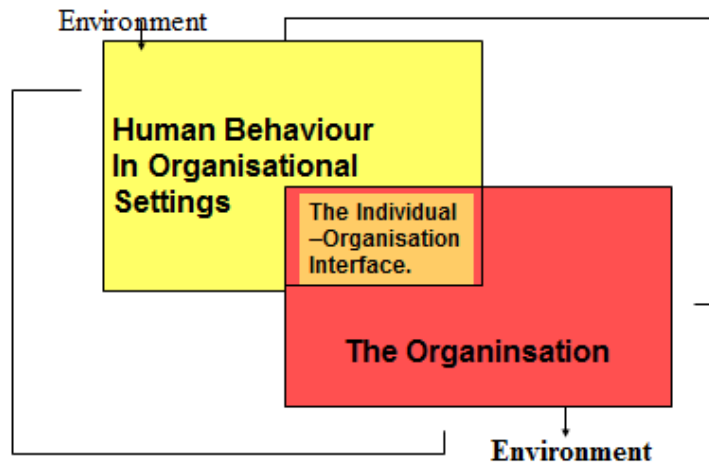 Environment
Human Behaviour
In Organisational
Settings
The Individual
–Organisation
Interface.
The Organinsation
Environment